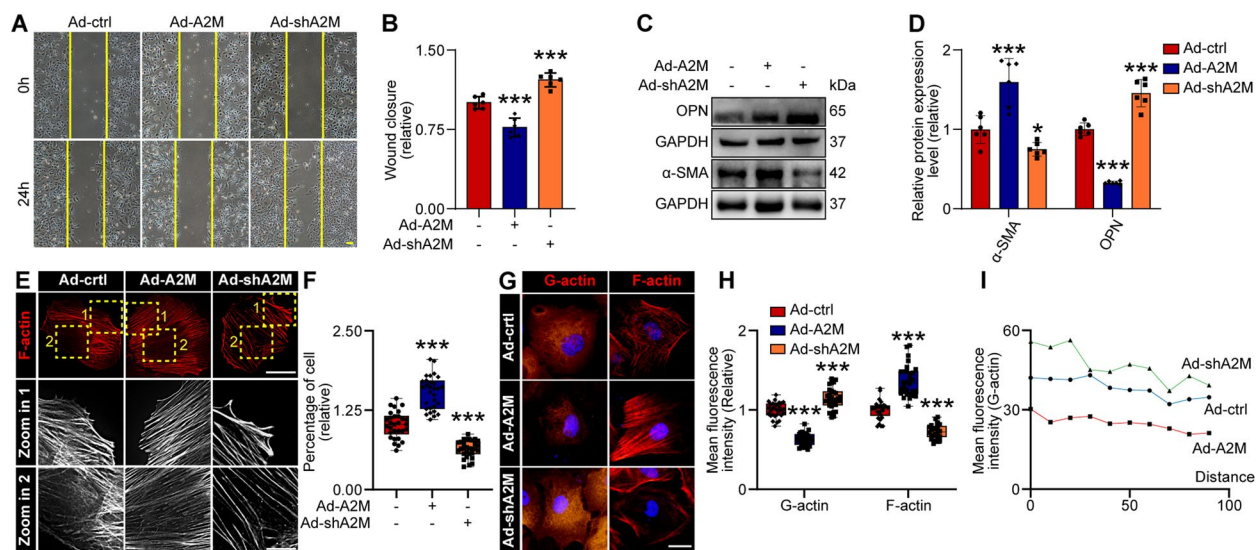 A
Ad-ctrl Ad-A2M Ad-shA2M
0h
24h
B
Wound closure
(relative)
1.50
0.75
0.00
***
***
Ad-A2M - + -
Ad-shA2M - - +
C
Ad-A2M - + -
Ad-shA2M - - + kDa
OPN 65
GAPDH 37
α-SMA 42
GAPDH 37
D
Relative protein expression
level (relative)
2
1
0
***
*
***
***
α-SMA OPN
Ad-ctrl
Ad-A2M
Ad-shA2M
E
Ad-crtl Ad-A2M Ad-shA2M
F-actin
1 1 1
2 2 2
Zoom in 1
Zoom in 2
F
Percentage of cell
(relative)
2.50
1.25
0.00
***
***
Ad-A2M - + -
Ad-shA2M - - +
G
G-actin F-actin
Ad-crtl
Ad-A2M
Ad-shA2M
H
Mean fluorescence
intensity (Relative)
2
1
0
Ad-ctrl
Ad-A2M
Ad-shA2M
***
***
***
***
G-actin F-actin
I
Mean fluorescence
intensity (G-actin)
60
30
0
Ad-shA2M
Ad-ctrl
Ad-A2M
Distance
0 50 100